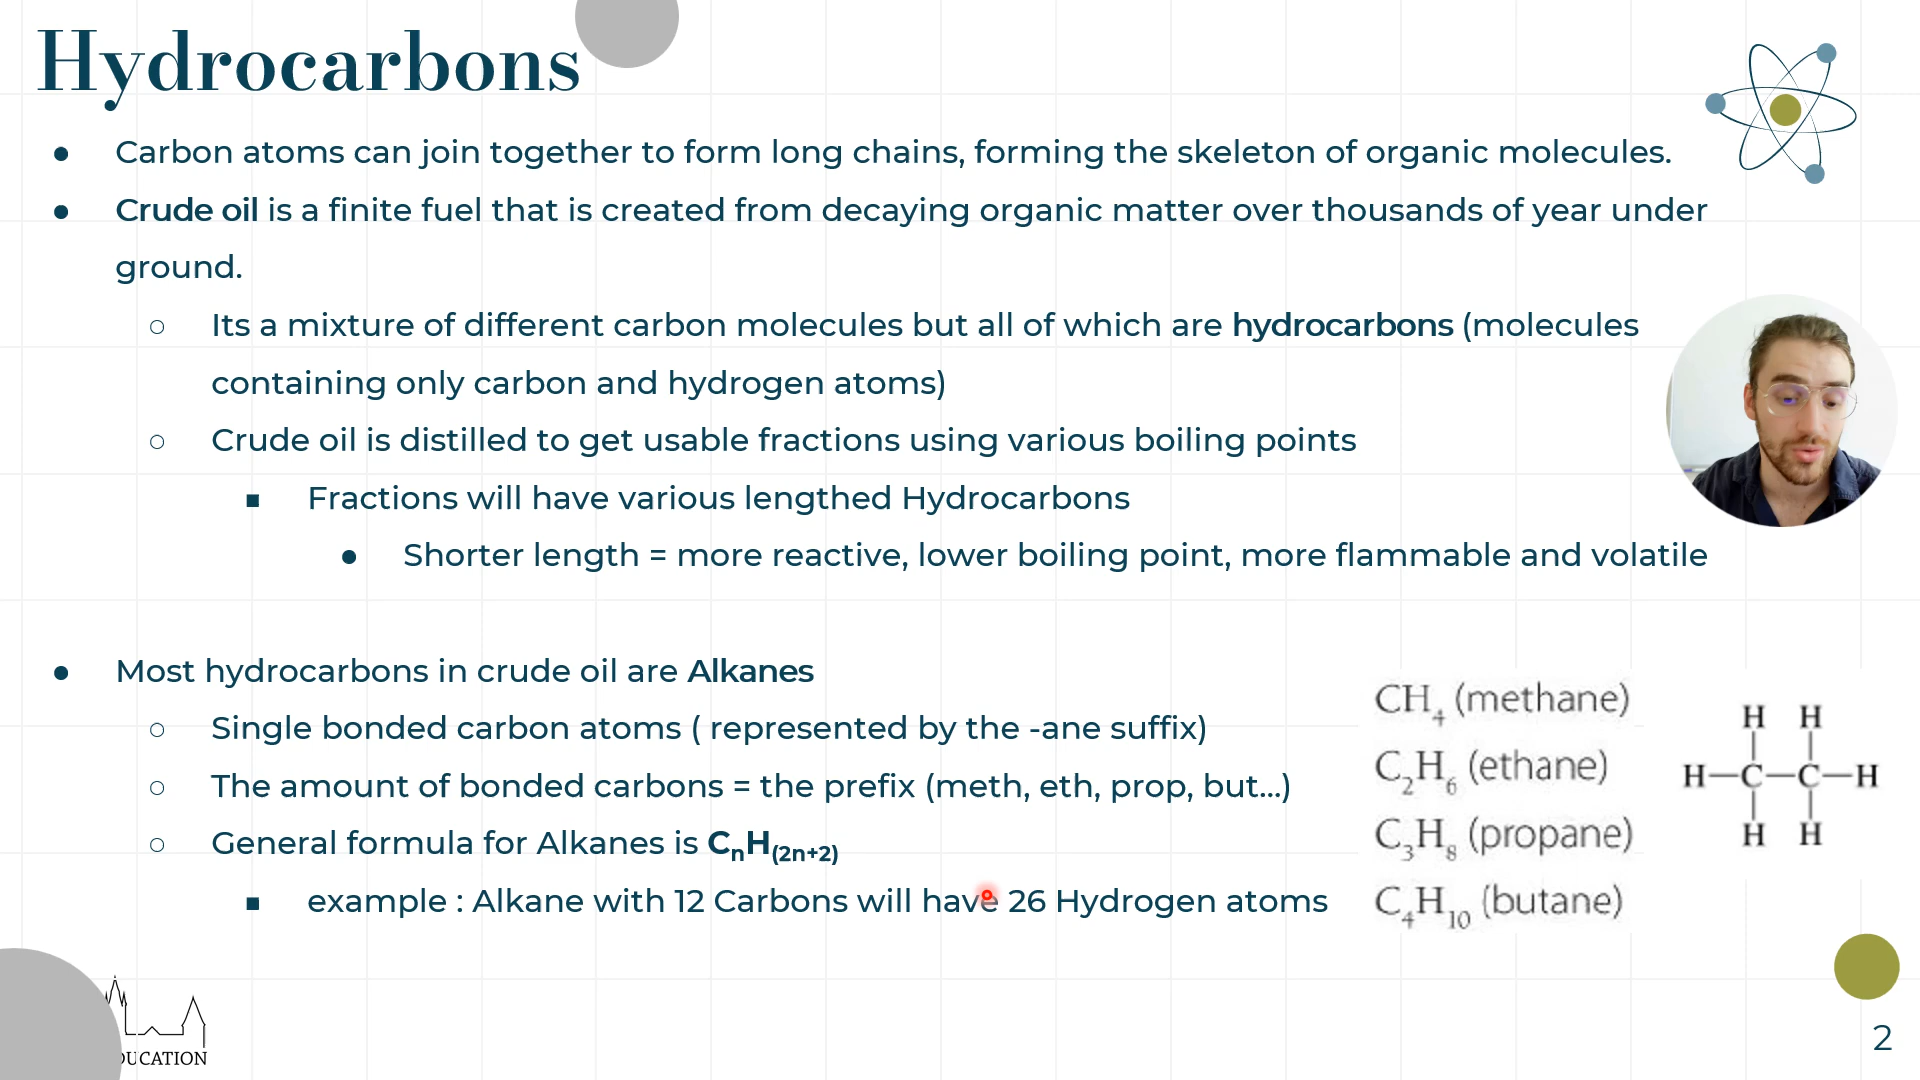 Hydrocarbons
● Carbon atoms can join together to form long chains, forming the skeleton of organic molecules.
● Crude oil is a finite fuel that is created from decaying organic matter over thousands of year under
ground.
○ Its a mixture of different carbon molecules but all of which are hydrocarbons (molecules
containing only carbon and hydrogen atoms)
○ Crude oil is distilled to get usable fractions using various boiling points
■ Fractions will have various lengthed Hydrocarbons
● Shorter length = more reactive, lower boiling point, more flammable and volatile
● Most hydrocarbons in crude oil are Alkanes
○ Single bonded carbon atoms ( represented by the -ane suffix)
○ The amount of bonded carbons = the prefix (meth, eth, prop, but...)
○ General formula for Alkanes is CₙH₍₂ₙ₊₂₎
■ example : Alkane with 12 Carbons will have 26 Hydrogen atoms
CH₄ (methane)
C₂H₆ (ethane)
C₃H₈ (propane)
C₄H₁₀ (butane)
H H
H—C—C—H
H H
2